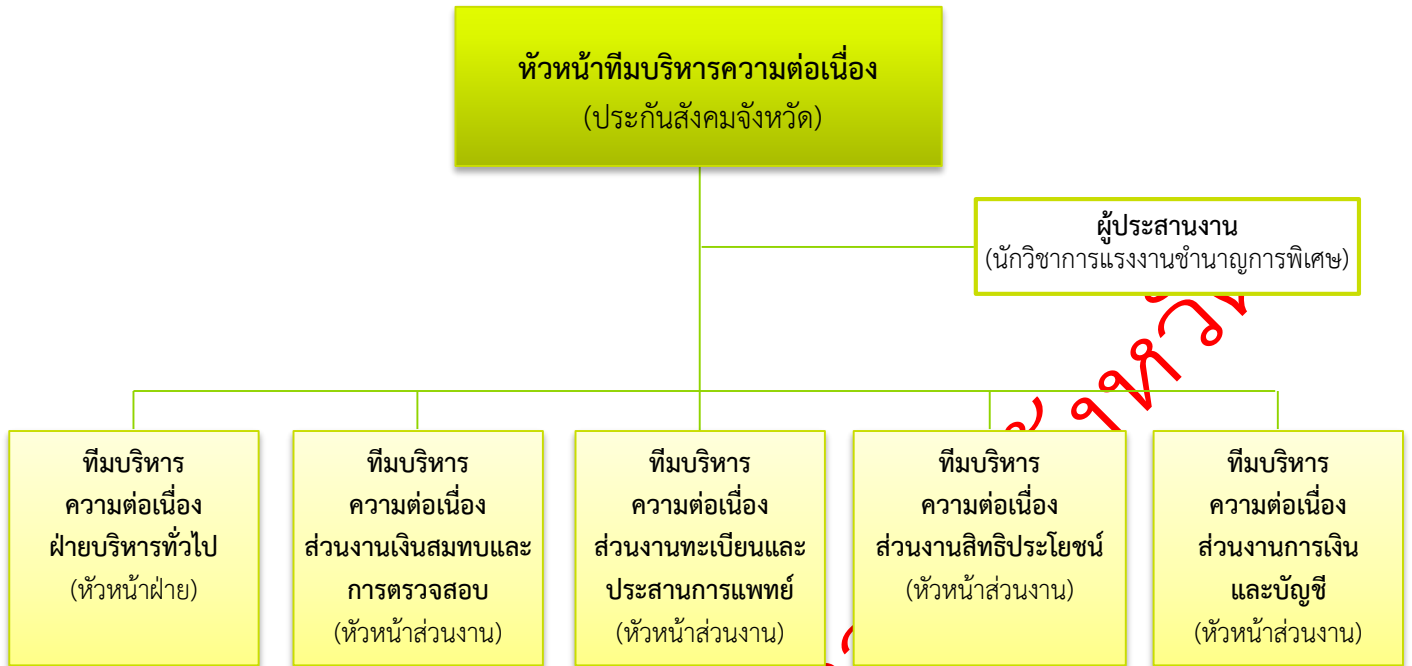 หัวหน้าทีมบริหารความต่อเนื่อง
(ประกันสังคมจังหวัด)
ผู้ประสานงาน
(นักวิชาการแรงงานชำนาญการพิเศษ)
ทีมบริหาร
ความต่อเนื่อง
ฝ่ายบริหารทั่วไป
(หัวหน้าฝ่าย)
ทีมบริหาร
ความต่อเนื่อง
ส่วนงานเงินสมทบและ
การตรวจสอบ
(หัวหน้าส่วนงาน)
ทีมบริหาร
ความต่อเนื่อง
ส่วนงานทะเบียนและ
ประสานการแพทย์
(หัวหน้าส่วนงาน)
ทีมบริหาร
ความต่อเนื่อง
ส่วนงานสิทธิประโยชน์
(หัวหน้าส่วนงาน)
ทีมบริหาร
ความต่อเนื่อง
ส่วนงานการเงิน
และบัญชี
(หัวหน้าส่วนงาน)